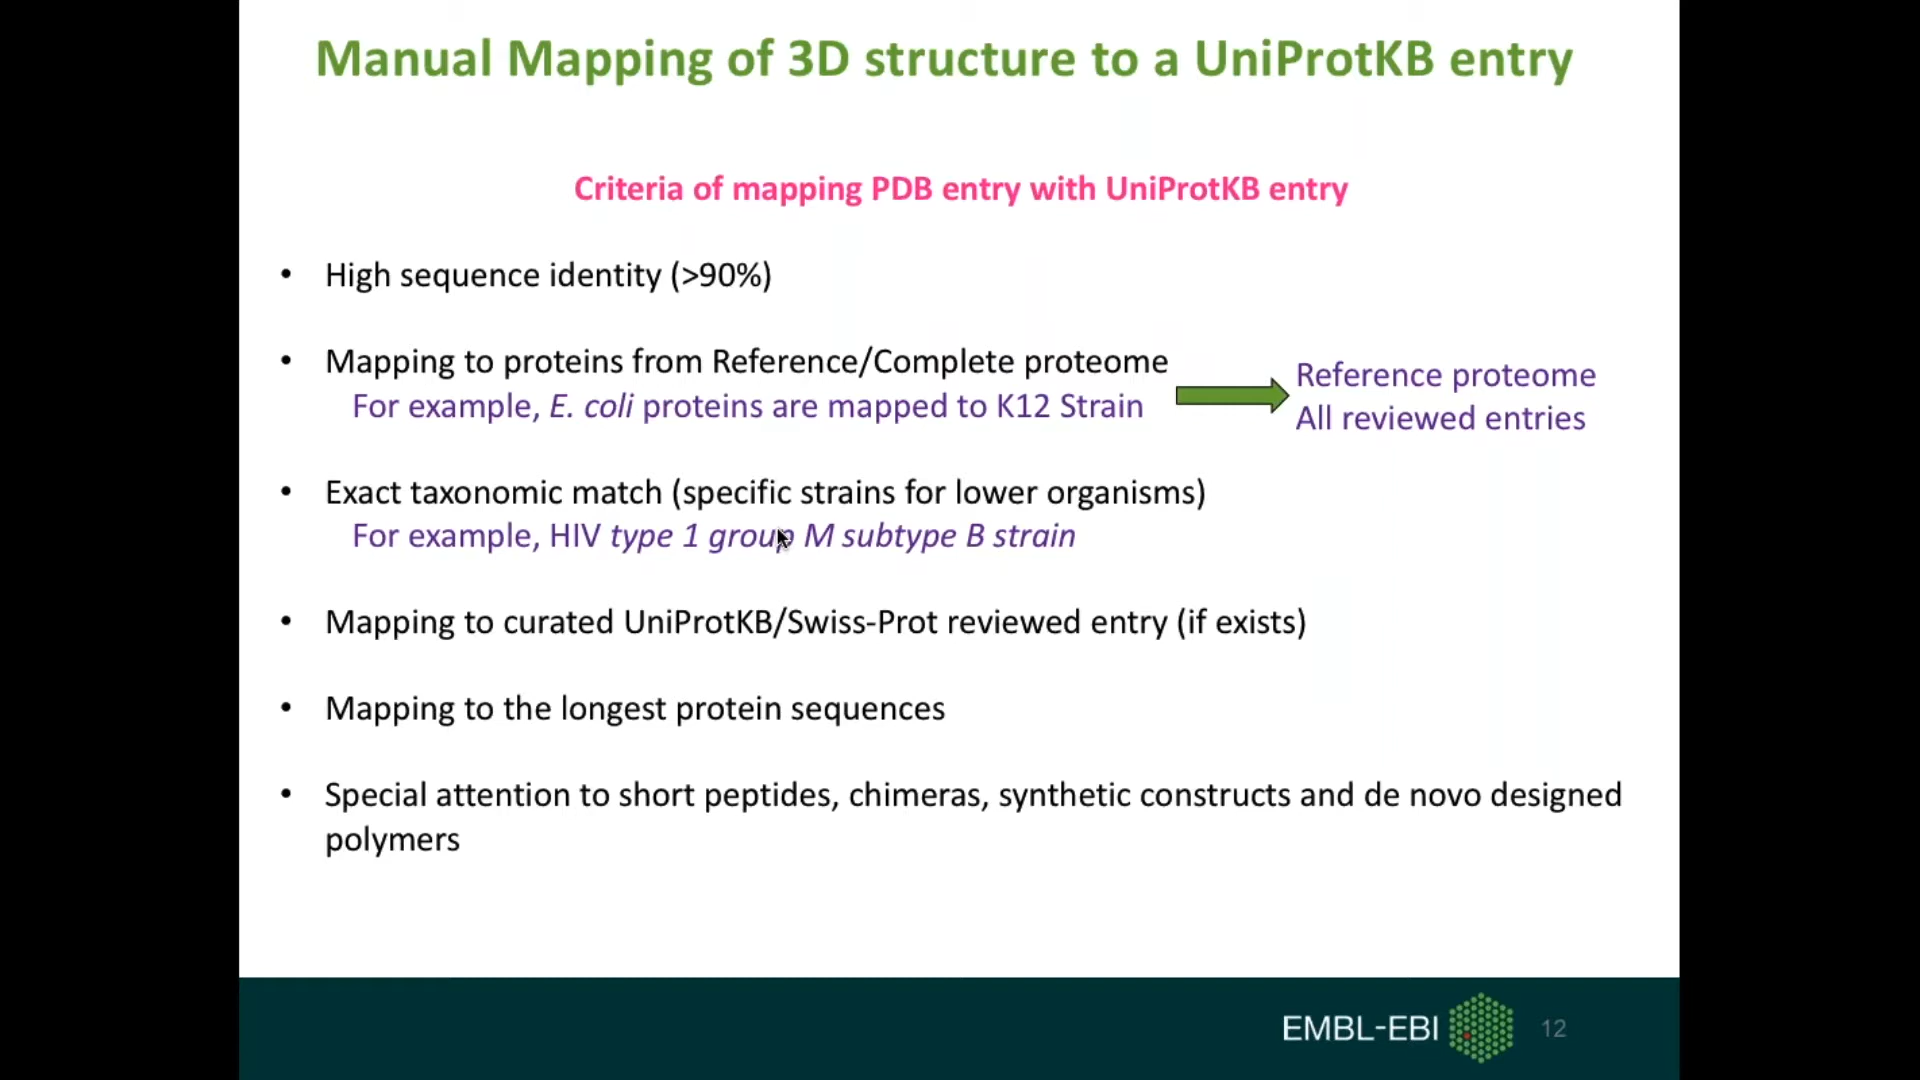 Manual Mapping of 3D structure to a UniProtKB entry
Criteria of mapping PDB entry with UniProtKB entry
• High sequence identity (>90%)
• Mapping to proteins from Reference/Complete proteome
For example, E. coli proteins are mapped to K12 Strain
Reference proteome
All reviewed entries
• Exact taxonomic match (specific strains for lower organisms)
For example, HIV type 1 group M subtype B strain
• Mapping to curated UniProtKB/Swiss-Prot reviewed entry (if exists)
• Mapping to the longest protein sequences
• Special attention to short peptides, chimeras, synthetic constructs and de novo designed
polymers
EMBL-EBI
12